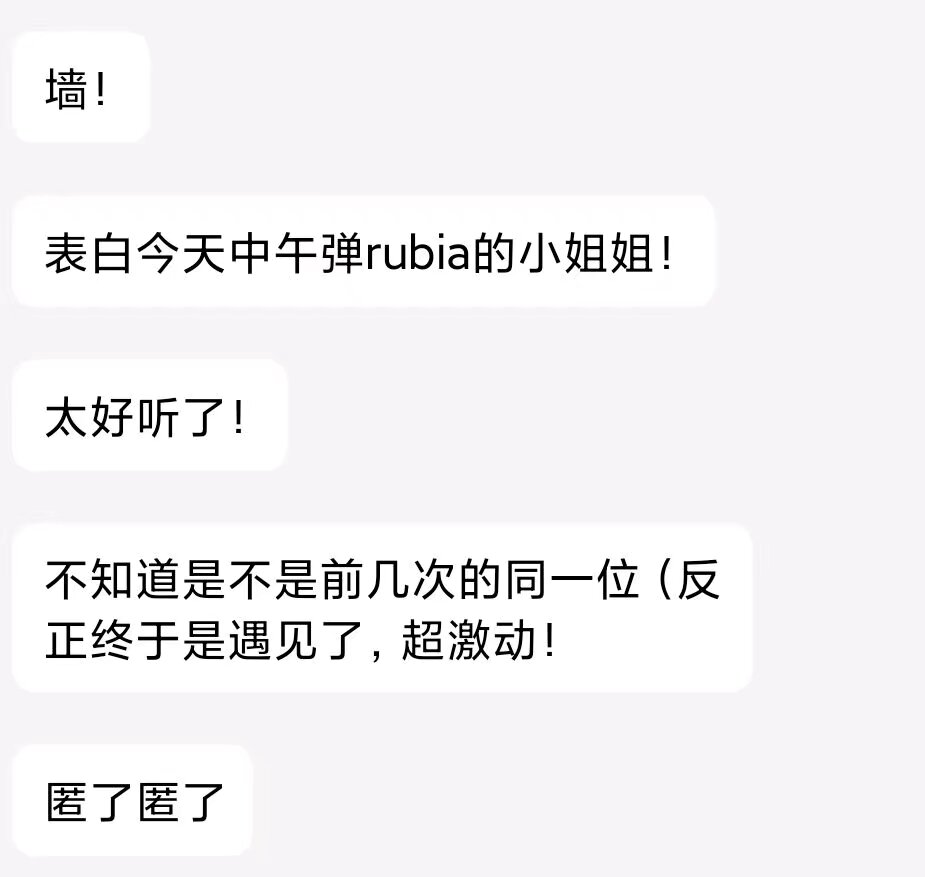 墙！
表白今天中午弹rubia的小姐姐！
太好听了！
不知道是不是前几次的同一位（反
正终于是遇见了，超激动！
匿了匿了